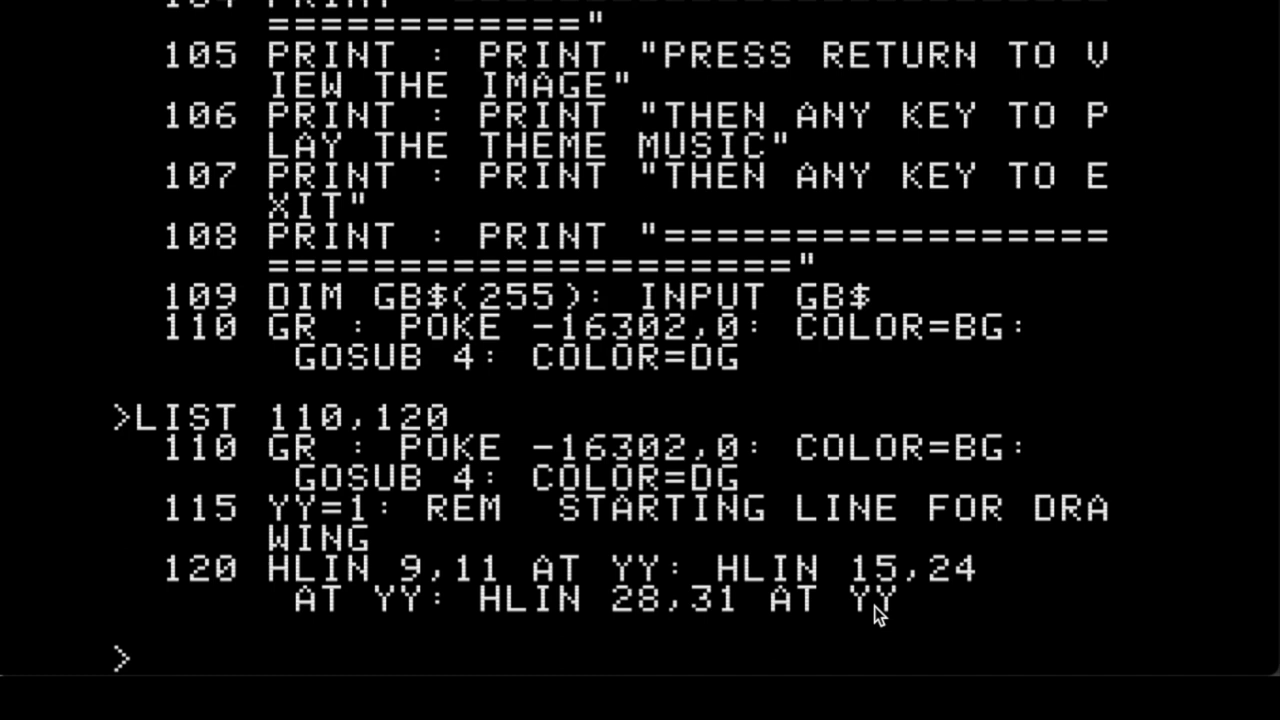 104 PRINT
============"
105 PRINT : PRINT "PRESS RETURN TO V
IEW THE IMAGE"
106 PRINT : PRINT "THEN ANY KEY TO P
LAY THE THEME MUSIC"
107 PRINT : PRINT "THEN ANY KEY TO E
XIT"
108 PRINT : PRINT "=================
===================="
109 DIM GB$(255): INPUT GB$
110 GR : POKE -16302,0: COLOR=BG:
GOSUB 4: COLOR=DG
>LIST 110,120
110 GR : POKE -16302,0: COLOR=BG:
GOSUB 4: COLOR=DG
115 YY=1: REM  STARTING LINE FOR DRA
WING
120 HLIN 9,11 AT YY: HLIN 15,24
AT YY: HLIN 28,31 AT YY
>